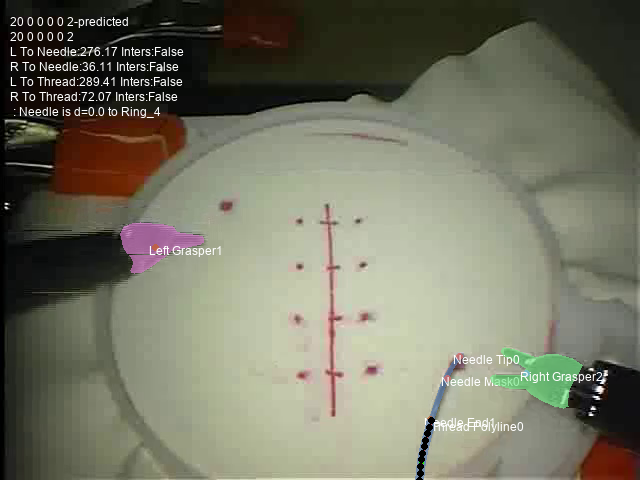 20 0 0 0 0 2-predicted
20 0 0 0 0 2
L To Needle:276.17 Inters:False
R To Needle:36.11 Inters:False
L To Thread:289.41 Inters:False
R To Thread:72.07 Inters:False
: Needle is d=0.0 to Ring_4
Left Grasper1
Needle Tip0
Right Grasper2
Needle Mask0
Needle End1
Thread Polyline0